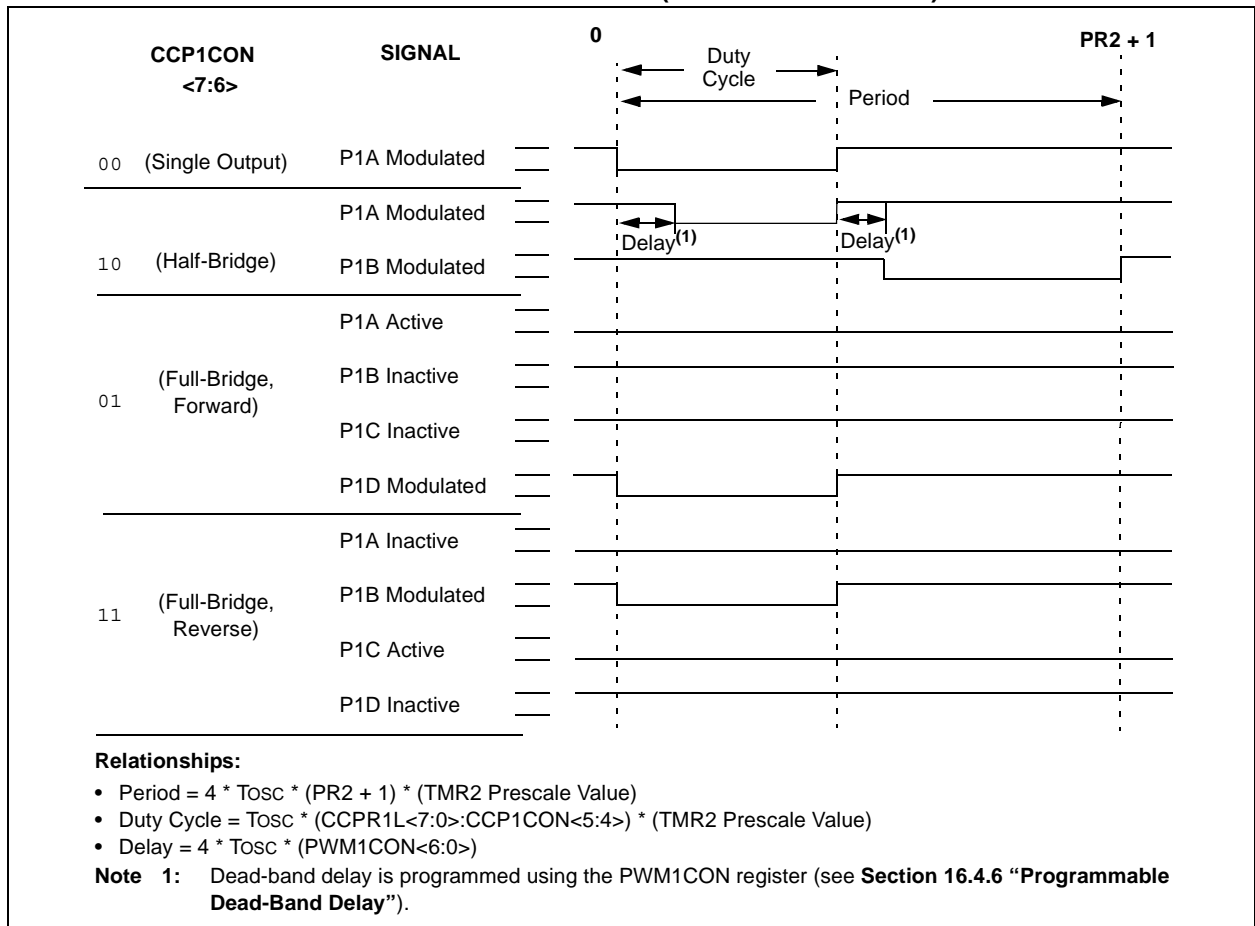 0
PR2 + 1
CCP1CON
<7:6>
SIGNAL
Duty
Cycle
Period
00 (Single Output) P1A Modulated
P1A Modulated
Delay(1) Delay(1)
10 (Half-Bridge) P1B Modulated
P1A Active
(Full-Bridge,
Forward)
01
P1B Inactive
P1C Inactive
P1D Modulated
P1A Inactive
(Full-Bridge,
Reverse)
11
P1B Modulated
P1C Active
P1D Inactive
Relationships:
• Period = 4 * TOSC * (PR2 + 1) * (TMR2 Prescale Value)
• Duty Cycle = TOSC * (CCPR1L<7:0>:CCP1CON<5:4>) * (TMR2 Prescale Value)
• Delay = 4 * TOSC * (PWM1CON<6:0>)
Note 1: Dead-band delay is programmed using the PWM1CON register (see Section 16.4.6 “Programmable
Dead-Band Delay”).